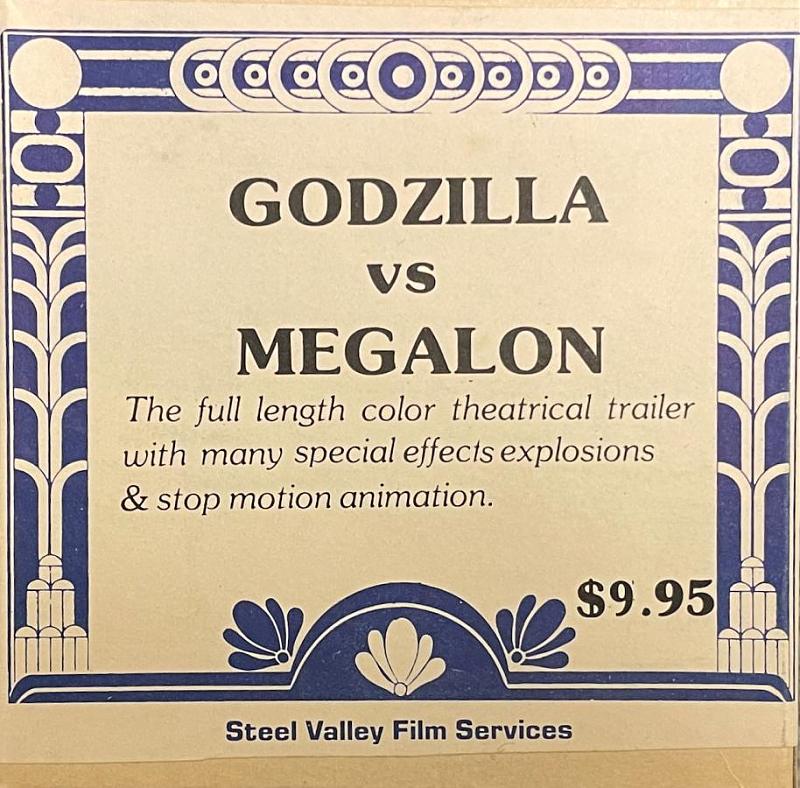 GODZILLA
vs
MEGALON
The full length color theatrical trailer
with many special effects explosions
& stop motion animation.
$9.95
Steel Valley Film Services